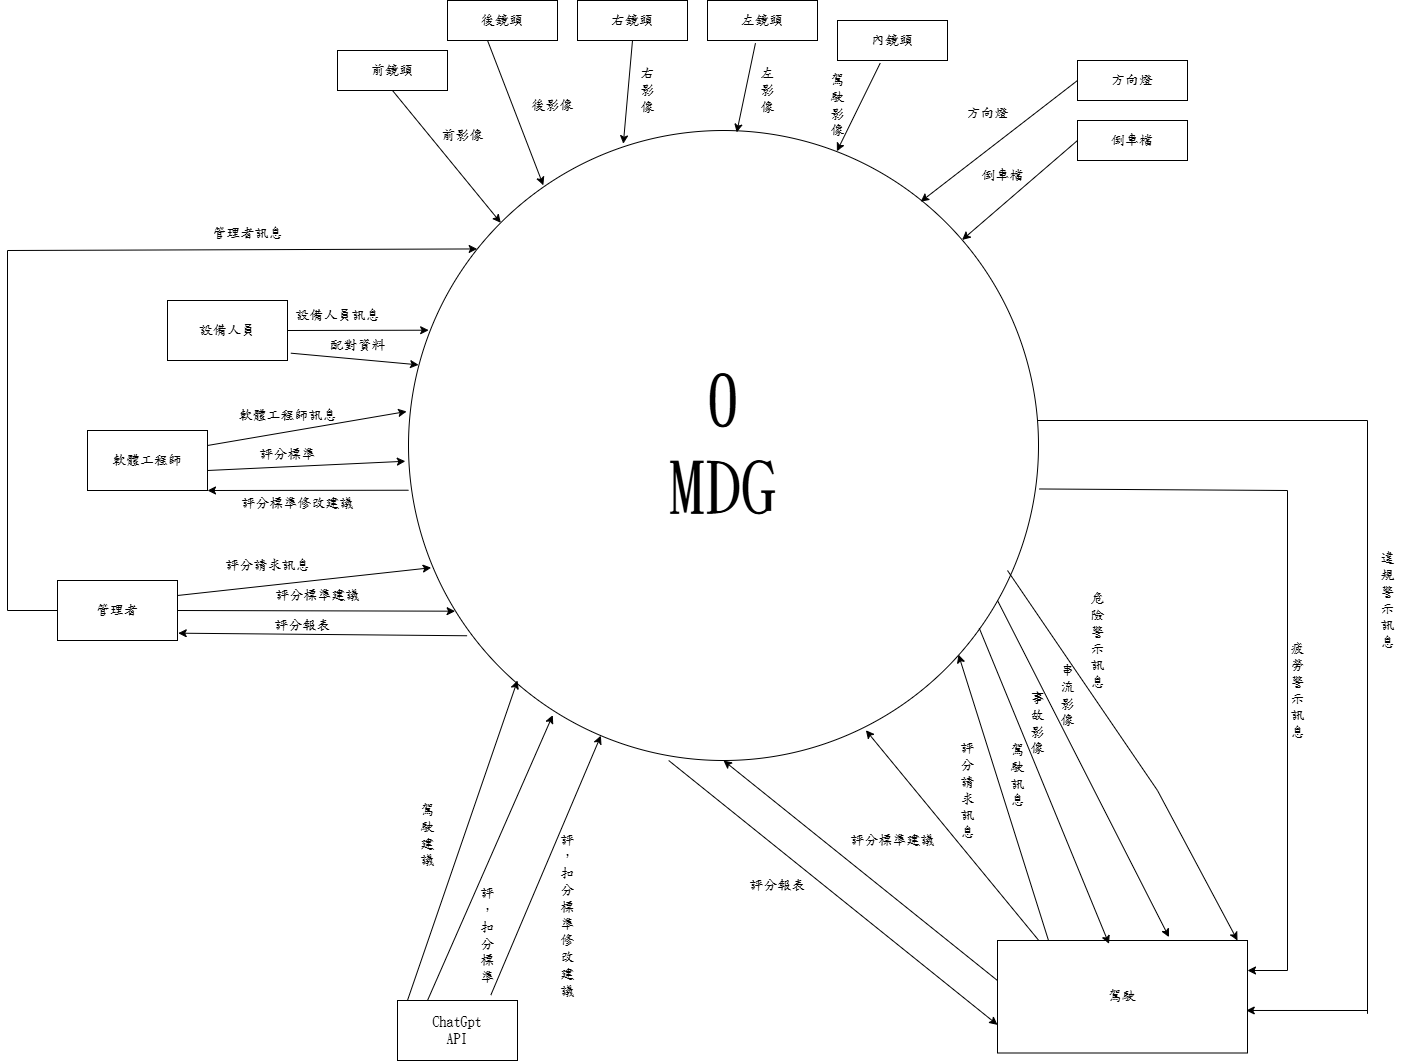 後鏡頭
右鏡頭
左鏡頭
內鏡頭
前鏡頭
方向燈
倒車檔
右影像
左影像
駕駛影像
後影像
前影像
方向燈
倒車檔
管理者訊息
設備人員
設備人員訊息
配對資料
軟體工程師
軟體工程師訊息
評分標準
評分標準修改建議
0
MDG
管理者
評分請求訊息
評分標準建議
評分報表
違規警示訊息
疲勞警示訊息
危險警示訊息
串流影像
事故影像
駕駛訊息
評分請求訊息
評分標準建議
評分報表
駕駛建議
評，扣分標準
評，扣分標準修改建議
駕駛
ChatGpt
API